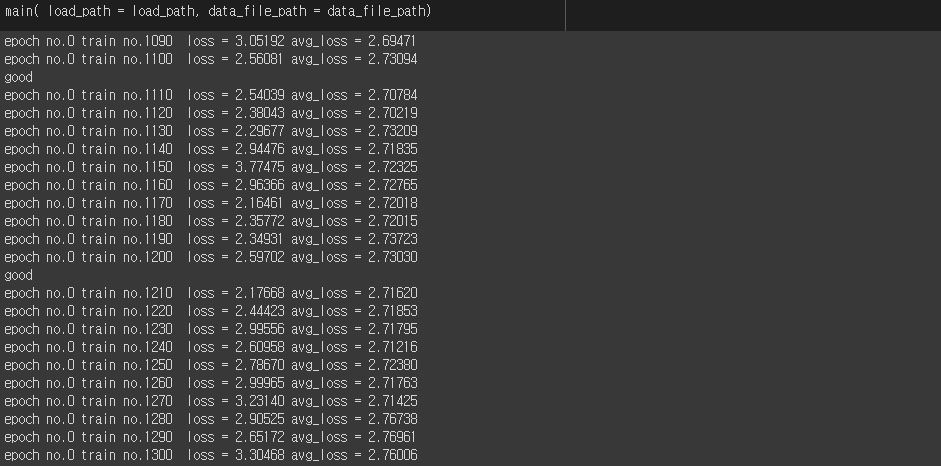 main( load_path = load_path, data_file_path = data_file_path)
epoch no.0 train no.1090 loss = 3.05192 avg_loss = 2.69471
epoch no.0 train no.1100 loss = 2.56081 avg_loss = 2.73094
good
epoch no.0 train no.1110 loss = 2.54039 avg_loss = 2.70784
epoch no.0 train no.1120 loss = 2.38043 avg_loss = 2.70219
epoch no.0 train no.1130 loss = 2.29677 avg_loss = 2.73209
epoch no.0 train no.1140 loss = 2.94476 avg_loss = 2.71835
epoch no.0 train no.1150 loss = 3.77475 avg_loss = 2.72325
epoch no.0 train no.1160 loss = 2.96366 avg_loss = 2.72765
epoch no.0 train no.1170 loss = 2.16461 avg_loss = 2.72018
epoch no.0 train no.1180 loss = 2.35772 avg_loss = 2.72015
epoch no.0 train no.1190 loss = 2.34931 avg_loss = 2.73723
epoch no.0 train no.1200 loss = 2.59702 avg_loss = 2.73030
good
epoch no.0 train no.1210 loss = 2.17668 avg_loss = 2.71620
epoch no.0 train no.1220 loss = 2.44423 avg_loss = 2.71853
epoch no.0 train no.1230 loss = 2.99556 avg_loss = 2.71795
epoch no.0 train no.1240 loss = 2.60958 avg_loss = 2.71216
epoch no.0 train no.1250 loss = 2.78670 avg_loss = 2.72380
epoch no.0 train no.1260 loss = 2.99965 avg_loss = 2.71763
epoch no.0 train no.1270 loss = 3.23140 avg_loss = 2.71425
epoch no.0 train no.1280 loss = 2.90525 avg_loss = 2.76738
epoch no.0 train no.1290 loss = 2.65172 avg_loss = 2.76961
epoch no.0 train no.1300 loss = 3.30468 avg_loss = 2.76006